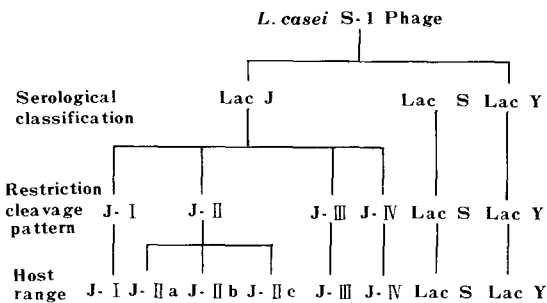 L. casei S-1 Phage
Serological classification
Lac J Lac S Lac Y
Restriction cleavage pattern
J- I J- II J- III J- IV Lac S Lac Y
Host range
J- I J- IIa J- IIb J- IIc J- III J- IV Lac S Lac Y